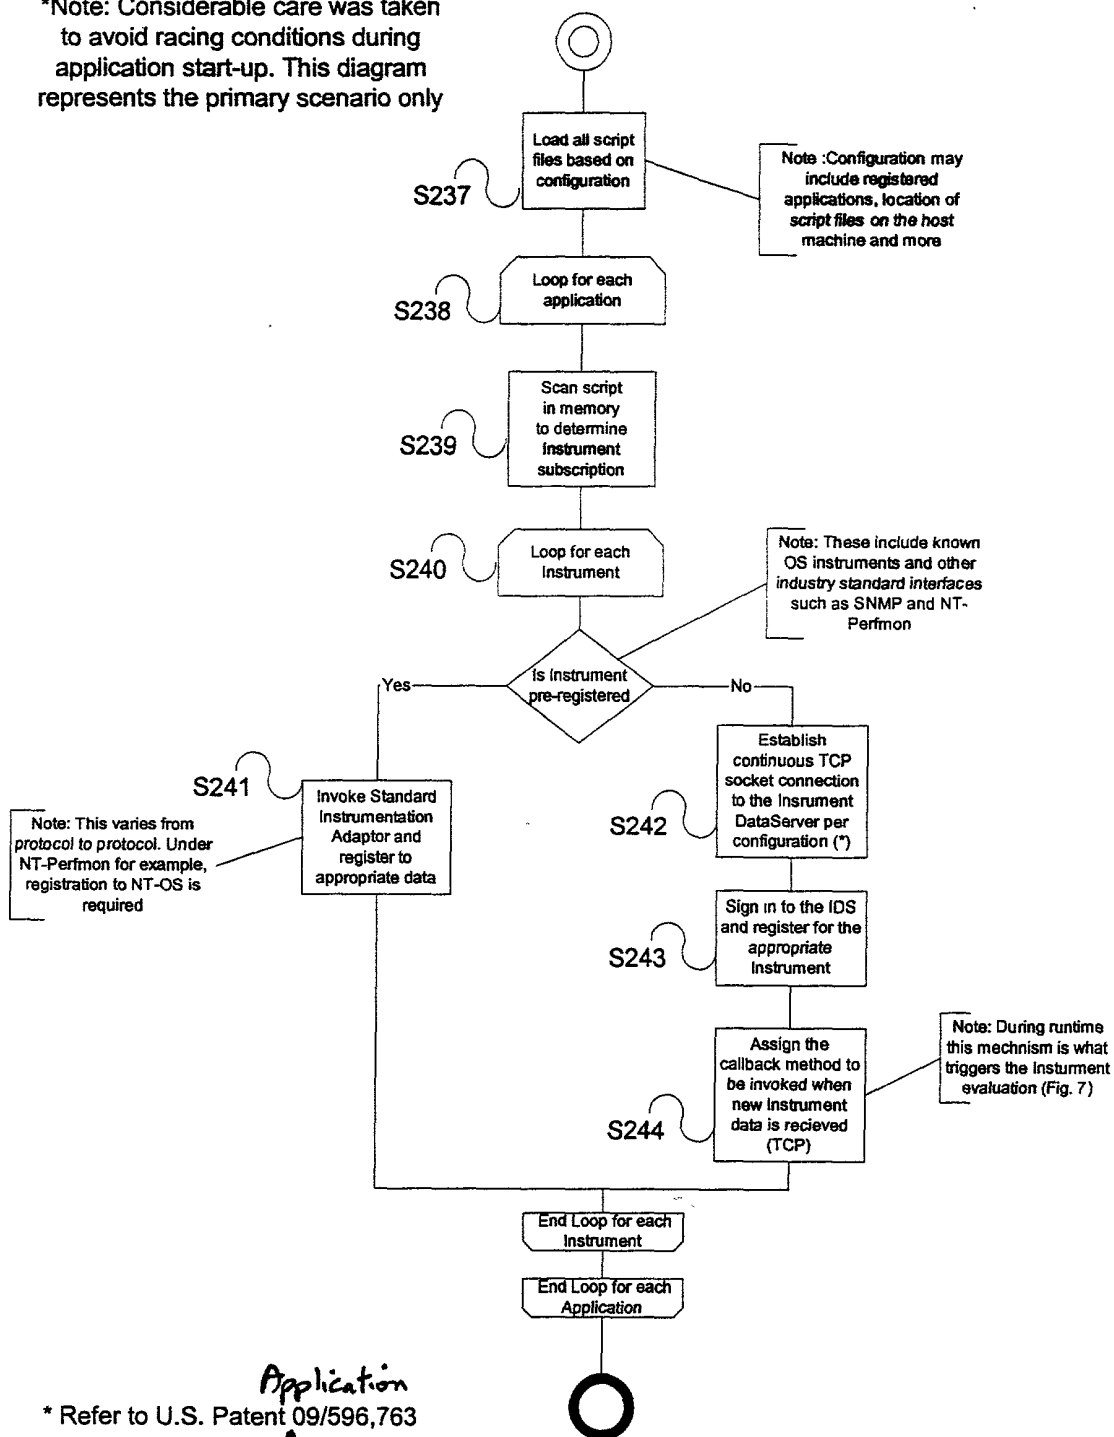 *Note: Considerable care was taken
to avoid racing conditions during
application start-up. This diagram
represents the primary scenario only
Load all script
files based on
configuration
S237
Note :Configuration may
include registered
applications, location of
script files on the host
machine and more
Loop for each
application
S238
Scan script
in memory
to determine
Instrument
subscription
S239
Loop for each
Instrument
S240
Note: These include known
OS instruments and other
industry standard interfaces
such as SNMP and NT-
Perfmon
Is Instrument
pre-registered
Yes
No
S241
Invoke Standard
Instrumentation
Adaptor and
register to
appropriate data
Note: This varies from
protocol to protocol. Under
NT-Perfmon for example,
registration to NT-OS is
required
Establish
continuous TCP
socket connection
to the Insrument
DataServer per
configuration (*)
S242
Sign in to the IDS
and register for the
appropriate
Instrument
S243
Assign the
callback method to
be invoked when
new Instrument
data is recieved
(TCP)
S244
Note: During runtime
this mechnism is what
triggers the Insturment
evaluation (Fig. 7)
End Loop for each
Instrument
End Loop for each
Application
Application
* Refer to U.S. Patent 09/596,763